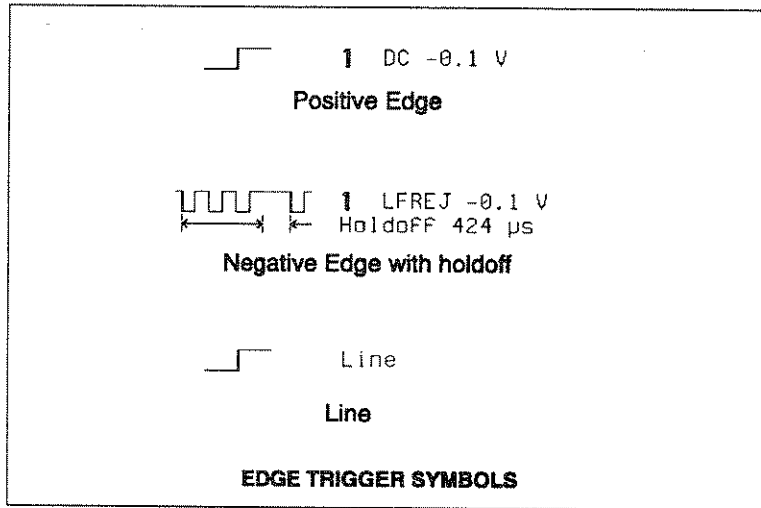 1 DC -0.1 V
Positive Edge
1 LFREJ -0.1 V
Holdoff 424 µs
Negative Edge with holdoff
Line
Line
EDGE TRIGGER SYMBOLS